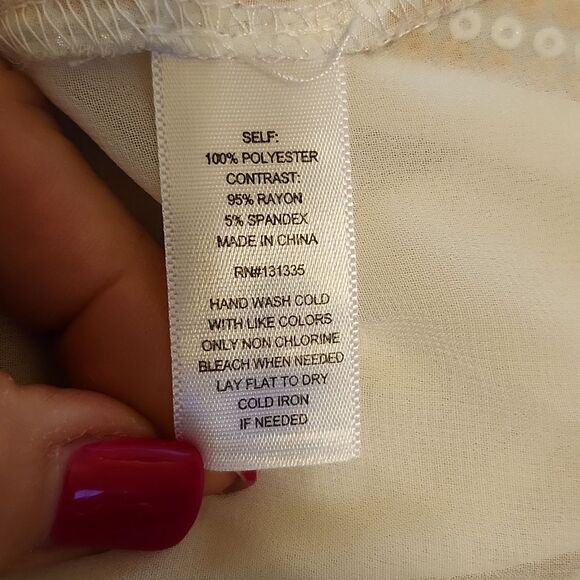 SELF:
100% POLYESTER
CONTRAST:
95% RAYON
5% SPANDEX
MADE IN CHINA
RN#131335
HAND WASH COLD
WITH LIKE COLORS
ONLY NON CHLORINE
BLEACH WHEN NEEDED
LAY FLAT TO DRY
COLD IRON
IF NEEDED